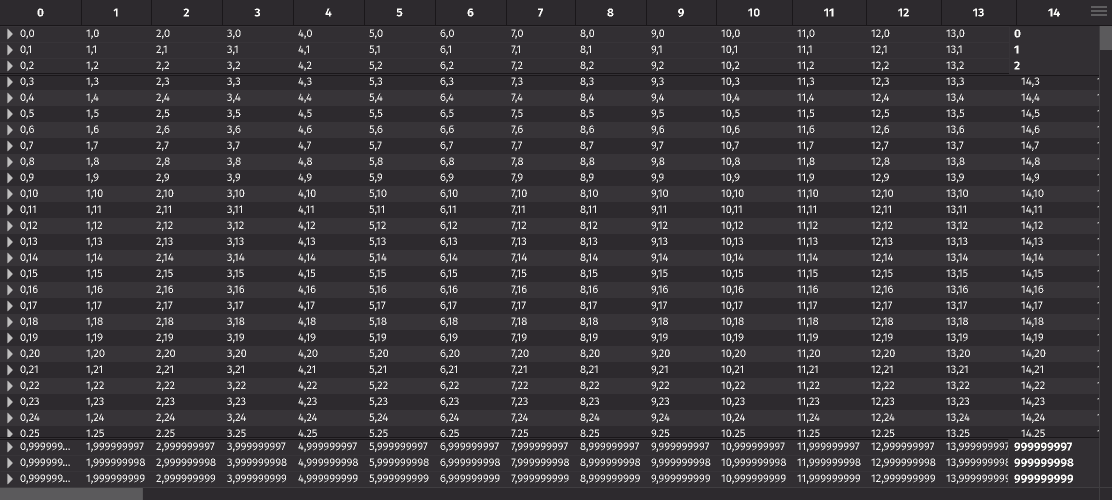 0 1 2 3 4 5 6 7 8 9 10 11 12 13 14
0,0 1,0 2,0 3,0 4,0 5,0 6,0 7,0 8,0 9,0 10,0 11,0 12,0 13,0 0
0,1 1,1 2,1 3,1 4,1 5,1 6,1 7,1 8,1 9,1 10,1 11,1 12,1 13,1 1
0,2 1,2 2,2 3,2 4,2 5,2 6,2 7,2 8,2 9,2 10,2 11,2 12,2 13,2 2
0,3 1,3 2,3 3,3 4,3 5,3 6,3 7,3 8,3 9,3 10,3 11,3 12,3 13,3 14,3
0,4 1,4 2,4 3,4 4,4 5,4 6,4 7,4 8,4 9,4 10,4 11,4 12,4 13,4 14,4
0,5 1,5 2,5 3,5 4,5 5,5 6,5 7,5 8,5 9,5 10,5 11,5 12,5 13,5 14,5
0,6 1,6 2,6 3,6 4,6 5,6 6,6 7,6 8,6 9,6 10,6 11,6 12,6 13,6 14,6
0,7 1,7 2,7 3,7 4,7 5,7 6,7 7,7 8,7 9,7 10,7 11,7 12,7 13,7 14,7
0,8 1,8 2,8 3,8 4,8 5,8 6,8 7,8 8,8 9,8 10,8 11,8 12,8 13,8 14,8
0,9 1,9 2,9 3,9 4,9 5,9 6,9 7,9 8,9 9,9 10,9 11,9 12,9 13,9 14,9
0,10 1,10 2,10 3,10 4,10 5,10 6,10 7,10 8,10 9,10 10,10 11,10 12,10 13,10 14,10
0,11 1,11 2,11 3,11 4,11 5,11 6,11 7,11 8,11 9,11 10,11 11,11 12,11 13,11 14,11
0,12 1,12 2,12 3,12 4,12 5,12 6,12 7,12 8,12 9,12 10,12 11,12 12,12 13,12 14,12
0,13 1,13 2,13 3,13 4,13 5,13 6,13 7,13 8,13 9,13 10,13 11,13 12,13 13,13 14,13
0,14 1,14 2,14 3,14 4,14 5,14 6,14 7,14 8,14 9,14 10,14 11,14 12,14 13,14 14,14
0,15 1,15 2,15 3,15 4,15 5,15 6,15 7,15 8,15 9,15 10,15 11,15 12,15 13,15 14,15
0,16 1,16 2,16 3,16 4,16 5,16 6,16 7,16 8,16 9,16 10,16 11,16 12,16 13,16 14,16
0,17 1,17 2,17 3,17 4,17 5,17 6,17 7,17 8,17 9,17 10,17 11,17 12,17 13,17 14,17
0,18 1,18 2,18 3,18 4,18 5,18 6,18 7,18 8,18 9,18 10,18 11,18 12,18 13,18 14,18
0,19 1,19 2,19 3,19 4,19 5,19 6,19 7,19 8,19 9,19 10,19 11,19 12,19 13,19 14,19
0,20 1,20 2,20 3,20 4,20 5,20 6,20 7,20 8,20 9,20 10,20 11,20 12,20 13,20 14,20
0,21 1,21 2,21 3,21 4,21 5,21 6,21 7,21 8,21 9,21 10,21 11,21 12,21 13,21 14,21
0,22 1,22 2,22 3,22 4,22 5,22 6,22 7,22 8,22 9,22 10,22 11,22 12,22 13,22 14,22
0,23 1,23 2,23 3,23 4,23 5,23 6,23 7,23 8,23 9,23 10,23 11,23 12,23 13,23 14,23
0,24 1,24 2,24 3,24 4,24 5,24 6,24 7,24 8,24 9,24 10,24 11,24 12,24 13,24 14,24
0,25 1,25 2,25 3,25 4,25 5,25 6,25 7,25 8,25 9,25 10,25 11,25 12,25 13,25 14,25
0,999999... 1,999999997 2,999999997 3,999999997 4,999999997 5,999999997 6,999999997 7,999999997 8,999999997 9,999999997 10,999999997 11,999999997 12,999999997 13,999999997 999999997
0,999999... 1,999999998 2,999999998 3,999999998 4,999999998 5,999999998 6,999999998 7,999999998 8,999999998 9,999999998 10,999999998 11,999999998 12,999999998 13,999999998 999999998
0,999999... 1,999999999 2,999999999 3,999999999 4,999999999 5,999999999 6,999999999 7,999999999 8,999999999 9,999999999 10,999999999 11,999999999 12,999999999 13,999999999 999999999